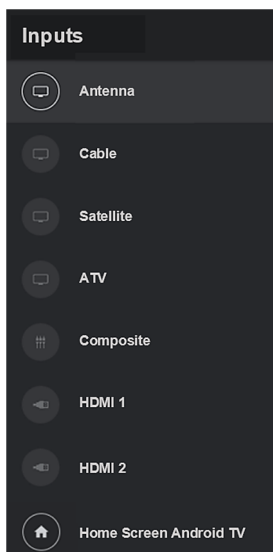 Inputs
Antenna
Cable
Satellite
ATV
Composite
HDMI 1
HDMI 2
Home Screen Android TV